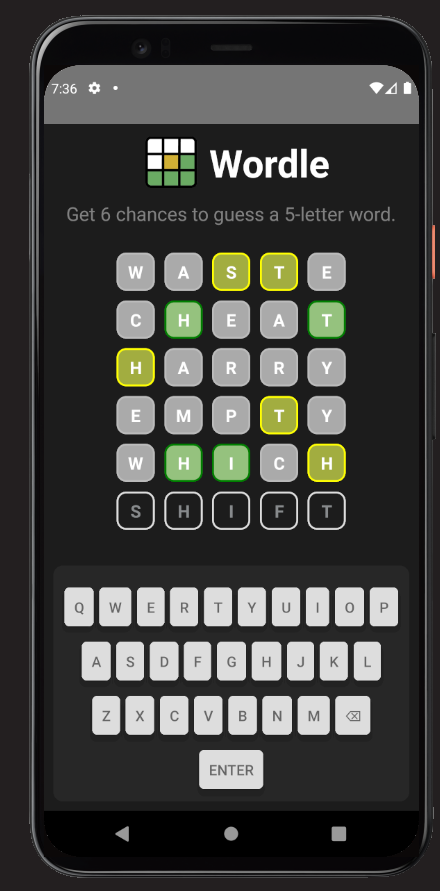 7:36
Wordle
Get 6 chances to guess a 5-letter word.
W A S T E
C H E A T
H A R R Y
E M P T Y
W H I C H
S H I F T
Q W E R T Y U I O P
A S D F G H J K L
Z X C V B N M ⌫
ENTER